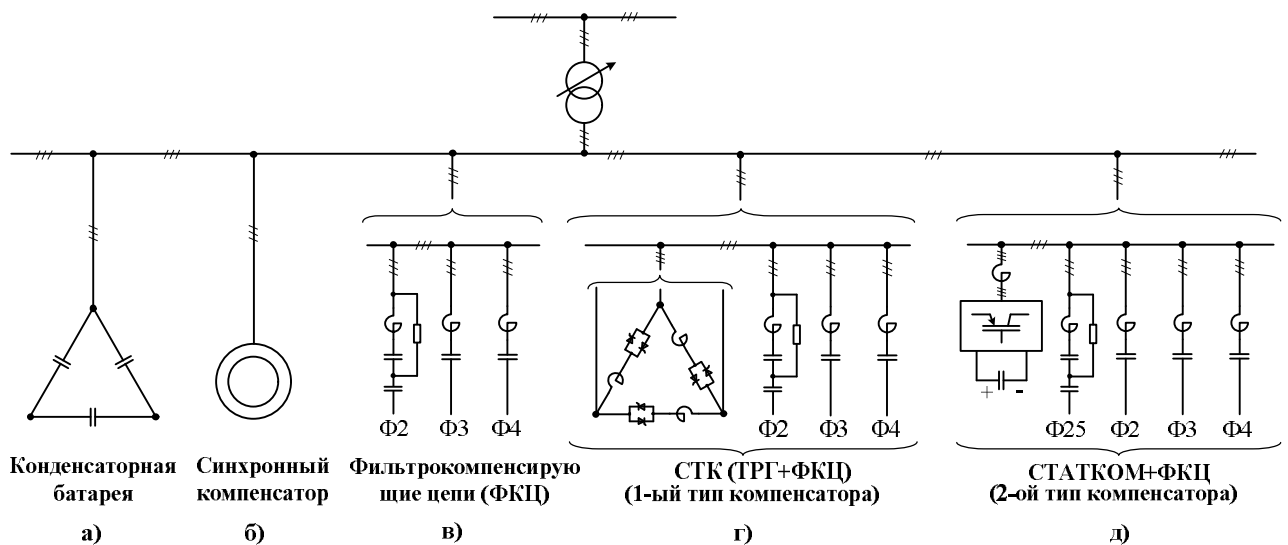 + -
Ф2 Ф3 Ф4 Ф2 Ф3 Ф4 Ф25 Ф2 Ф3 Ф4
Конденсаторная
батарея
а)
Синхронный
компенсатор
б)
Фильтрокомпенсирую
щие цепи (ФКЦ)
в)
СТК (ТРГ+ФКЦ)
(1-ый тип компенсатора)
г)
СТАТКОМ+ФКЦ
(2-ой тип компенсатора)
д)